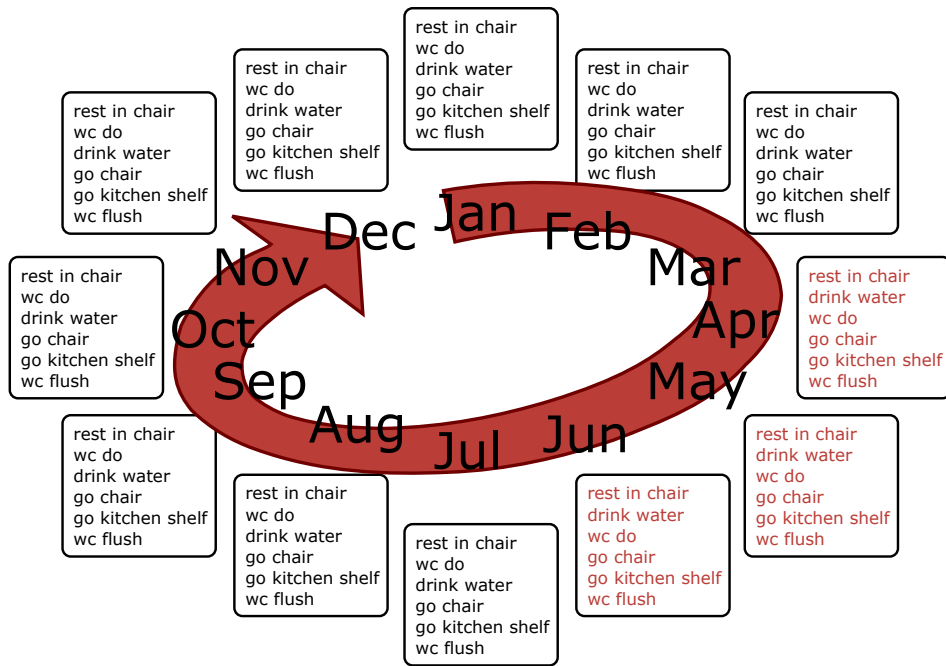 rest in chair
wc do
drink water
go chair
go kitchen shelf
wc flush
rest in chair
wc do
drink water
go chair
go kitchen shelf
wc flush
rest in chair
wc do
drink water
go chair
go kitchen shelf
wc flush
rest in chair
drink water
wc do
go chair
go kitchen shelf
wc flush
rest in chair
drink water
wc do
go chair
go kitchen shelf
wc flush
rest in chair
drink water
wc do
go chair
go kitchen shelf
wc flush
rest in chair
wc do
drink water
go chair
go kitchen shelf
wc flush
rest in chair
wc do
drink water
go chair
go kitchen shelf
wc flush
rest in chair
wc do
drink water
go chair
go kitchen shelf
wc flush
rest in chair
wc do
drink water
go chair
go kitchen shelf
wc flush
rest in chair
wc do
drink water
go chair
go kitchen shelf
wc flush
rest in chair
wc do
drink water
go chair
go kitchen shelf
wc flush
Jan
Feb
Mar
Apr
May
Jun
Jul
Aug
Sep
Oct
Nov
Dec